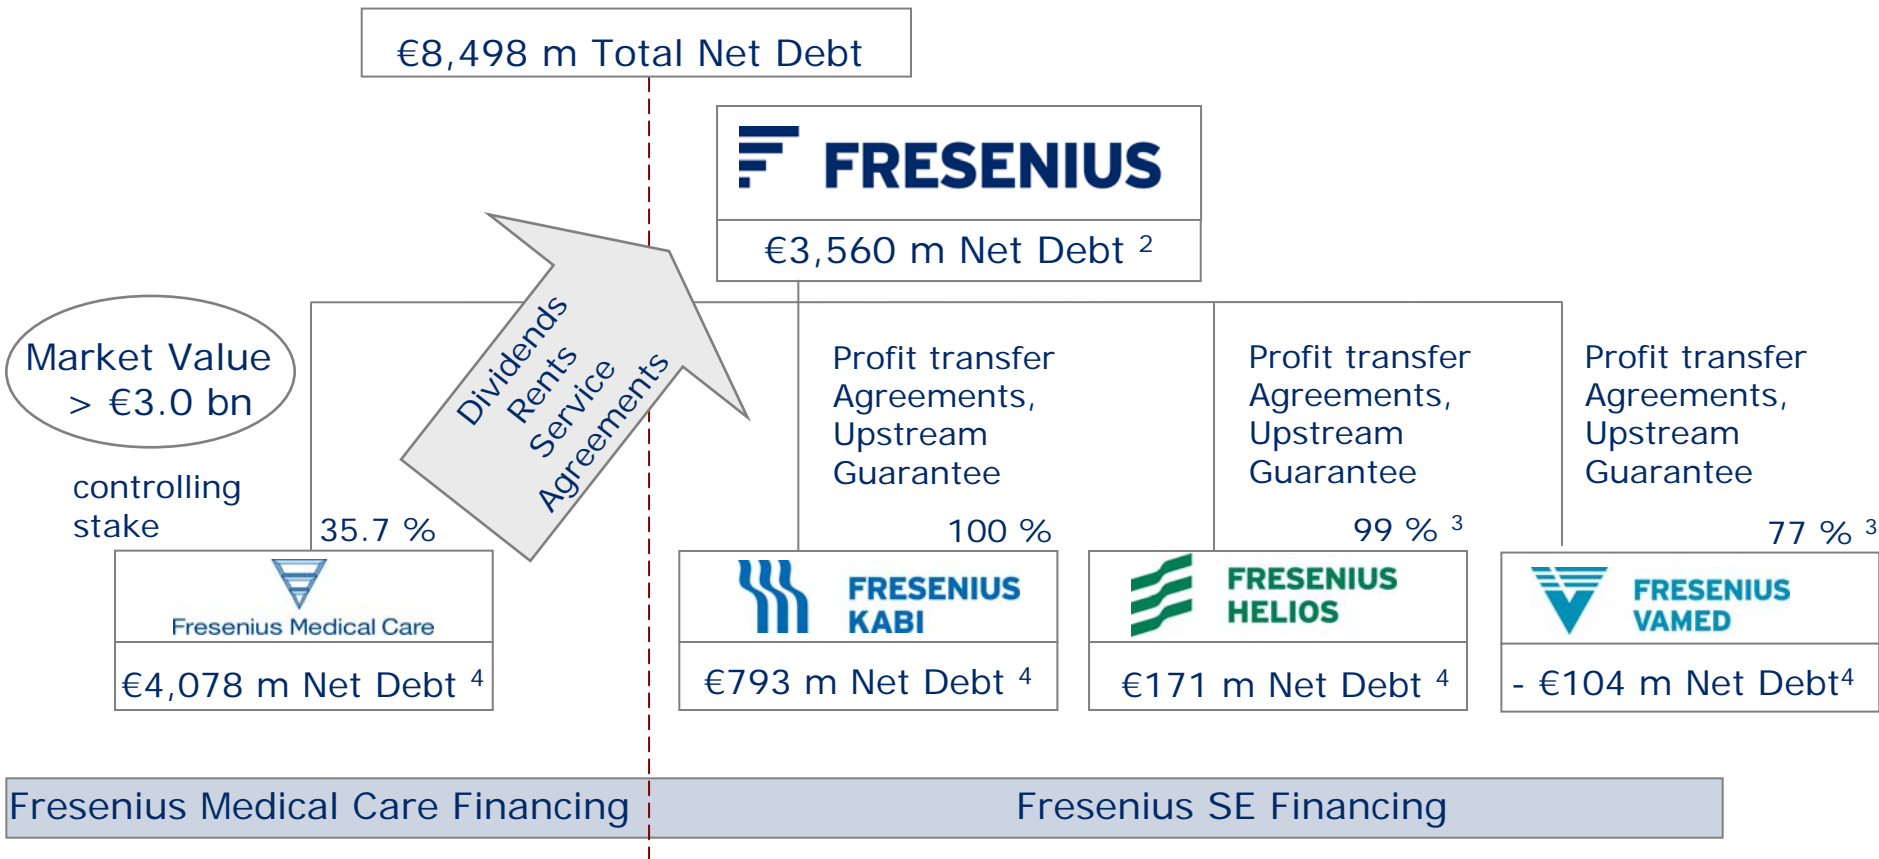 €8,498 m Total Net Debt
FRESENIUS
€3,560 m Net Debt 2
Market Value
> €3.0 bn
controlling
stake
35.7 %
Dividends
Rents
Service
Agreements
Profit transfer
Agreements,
Upstream
Guarantee
100 %
Profit transfer
Agreements,
Upstream
Guarantee
99 % 3
Profit transfer
Agreements,
Upstream
Guarantee
77 % 3
Fresenius Medical Care
€4,078 m Net Debt 4
FRESENIUS
KABI
€793 m Net Debt 4
FRESENIUS
HELIOS
€171 m Net Debt 4
FRESENIUS
VAMED
- €104 m Net Debt4
Fresenius Medical Care Financing
Fresenius SE Financing